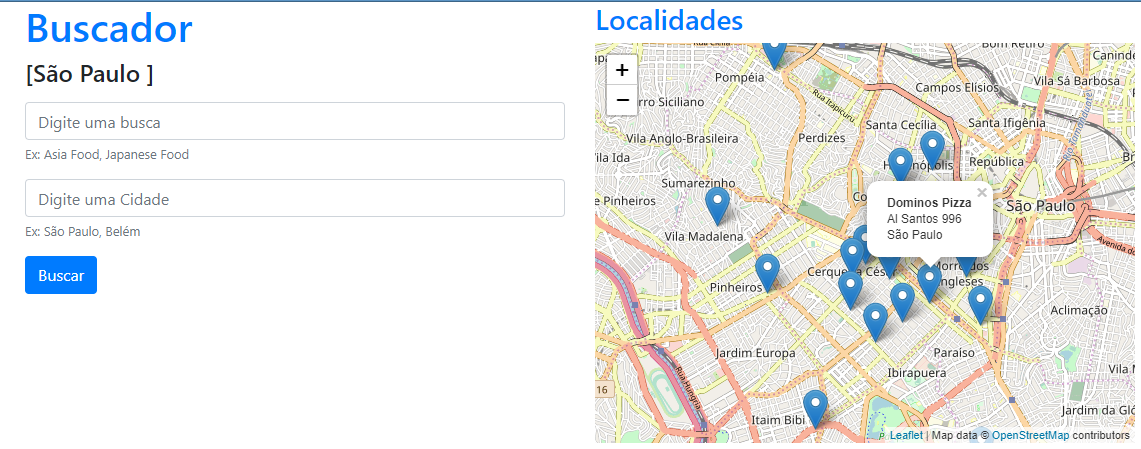 Buscador
[São Paulo ]
Digite uma busca
Ex: Asia Food, Japanese Food
Digite uma Cidade
Ex: São Paulo, Belém
Buscar
Localidades
+
−
Bom Retiro
Canindé
Pompéia
Vila Sá Barbosa
Campos Elísios
Siciliano
Rua Itapicuru
Santa Cecília
Santa Ifigênia
Vila Anglo-Brasileira
Perdizes
Vila Ida
República
Sumarezinho
Pinheiros
São Paulo
×
Dominos Pizza
Al Santos 996
São Paulo
Vila Madalena
Avenida do
Cerqueira César
Morro dos
Ingleses
Pinheiros
Aclimação
Jardim Europa
Paraíso
Rua Hungria
Ibirapuera
Vila M
16
Itaim Bibi
Jardim da Gló
Leaflet | Map data © OpenStreetMap contributors